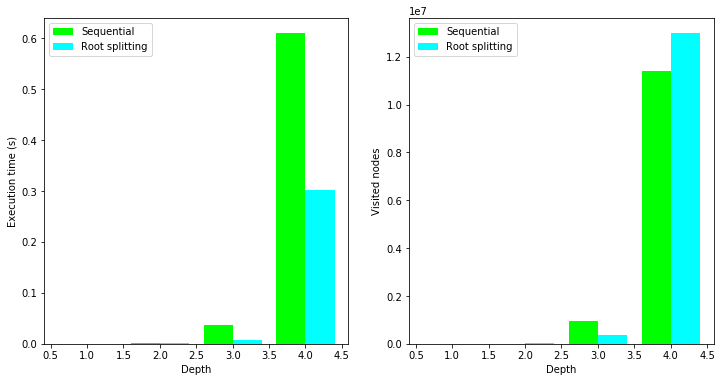 Sequential
Root splitting
Execution time (s)
0.6
0.5
0.4
0.3
0.2
0.1
0.0
0.5 1.0 1.5 2.0 2.5 3.0 3.5 4.0 4.5
Depth
1e7
Sequential
Root splitting
Visited nodes
1.2
1.0
0.8
0.6
0.4
0.2
0.0
0.5 1.0 1.5 2.0 2.5 3.0 3.5 4.0 4.5
Depth